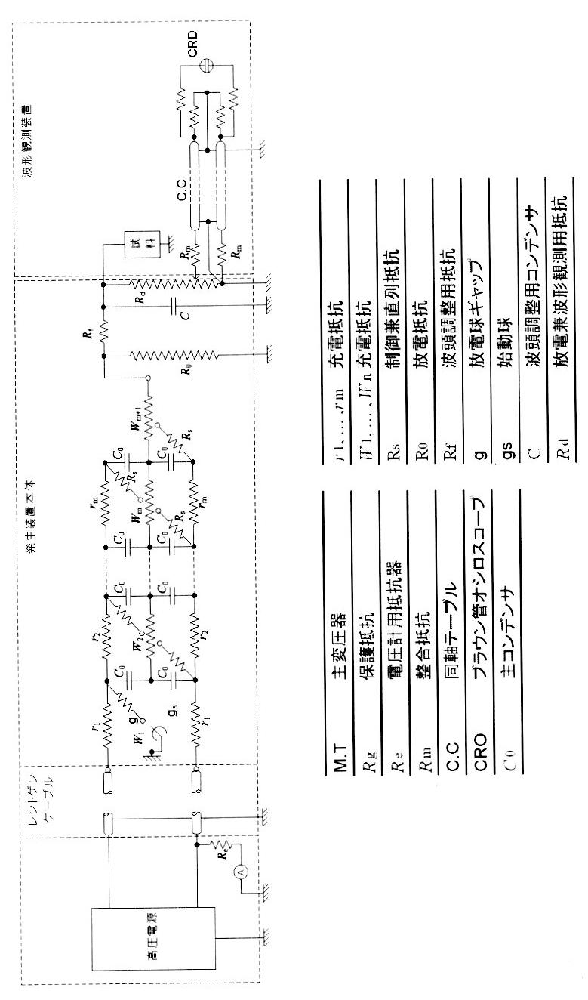 高圧電源
A
Re
レントゲン
ケーブル
発生装置本体
r1
W1
g
gs
r1
C0
C0
r2
W2
r2
C0
C0
C0
C0
rm
Wm
Rs
rm
Rs
C0
C0
Wm+1
Rs
R0
Rf
C
Rd
試料
波形観測装置
Rm
Rm
C.C
CRD
M.T 主変圧器
Rg 保護抵抗
Re 電圧計用抵抗器
Rm 整合抵抗
C.C 同軸テーブル
CRO ブラウン管オシロスコープ
C0 主コンデンサ
r1,…,rm 充電抵抗
W1,…,Wn 充電抵抗
Rs 制御兼直列抵抗
R0 放電抵抗
Rf 波頭調整用抵抗
g 放電球ギャップ
gs 始動球
C 波頭調整用コンデンサ
Rd 放電兼波形観測用抵抗